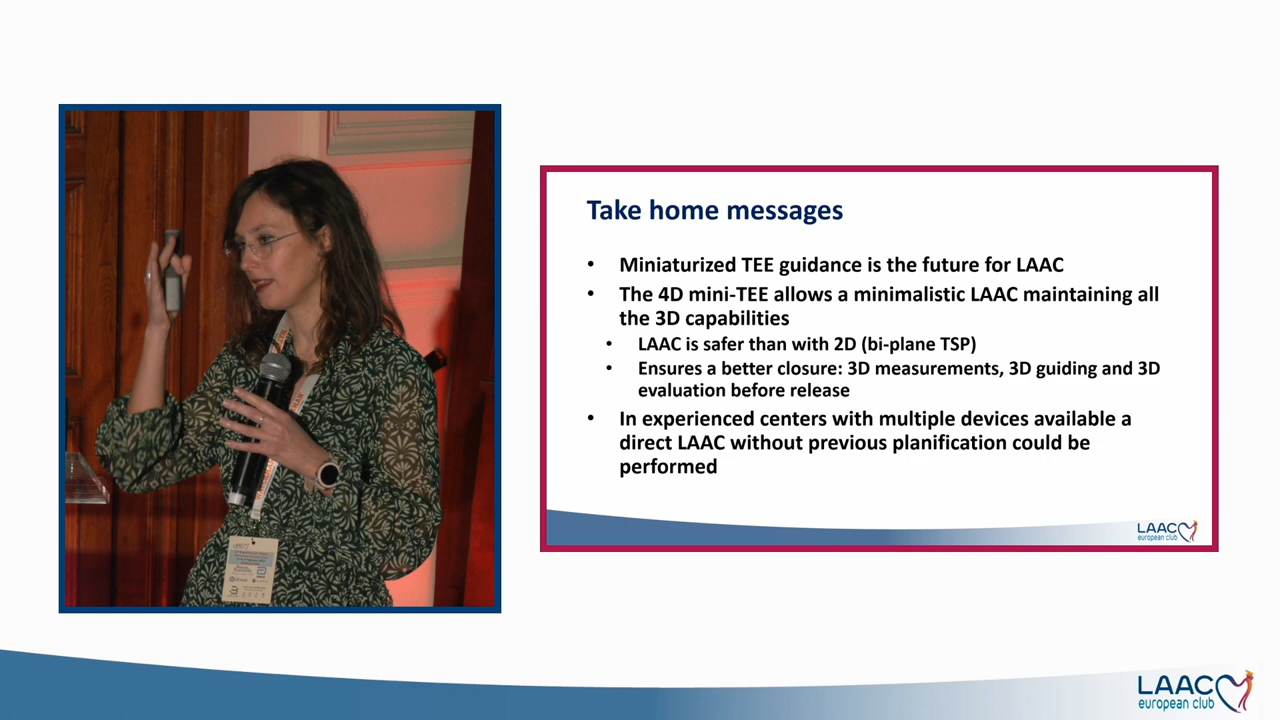 Take home messages
• Miniaturized TEE guidance is the future for LAAC
• The 4D mini-TEE allows a minimalistic LAAC maintaining all
the 3D capabilities
• LAAC is safer than with 2D (bi-plane TSP)
• Ensures a better closure: 3D measurements, 3D guiding and 3D
evaluation before release
• In experienced centers with multiple devices available a
direct LAAC without previous planification could be
performed
LAAC
european club
LAAC
european club